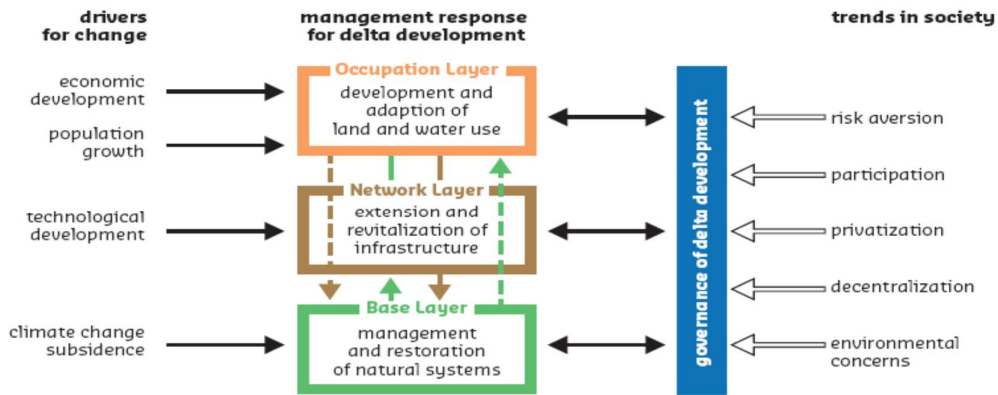 drivers
for change
management response
for delta development
trends in society
economic
development
population
growth
technological
development
climate change
subsidence
Occupation Layer
development and
adaption of
land and water use
Network Layer
extension and
revitalization of
infrastructure
Base Layer
management
and restoration
of natural systems
governance of delta development
risk aversion
participation
privatization
decentralization
environmental
concerns